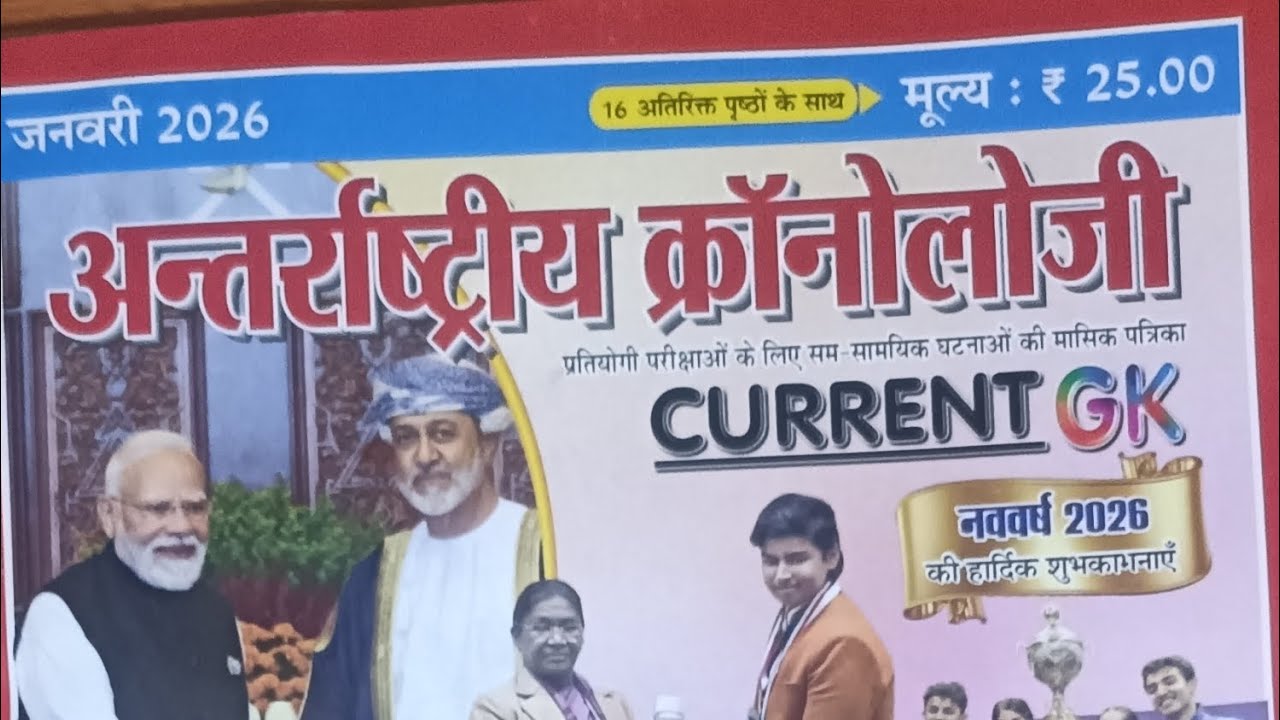 जनवरी 2026
16 अतिरिक्त पृष्ठों के साथ
मूल्य : ₹ 25.00
अन्तर्राष्ट्रीय क्रॉनोलोजी
प्रतियोगी परीक्षाओं के लिए सम-सामयिक घटनाओं की मासिक पत्रिका
CURRENT GK
नववर्ष 2026
की हार्दिक शुभकामनाएँ